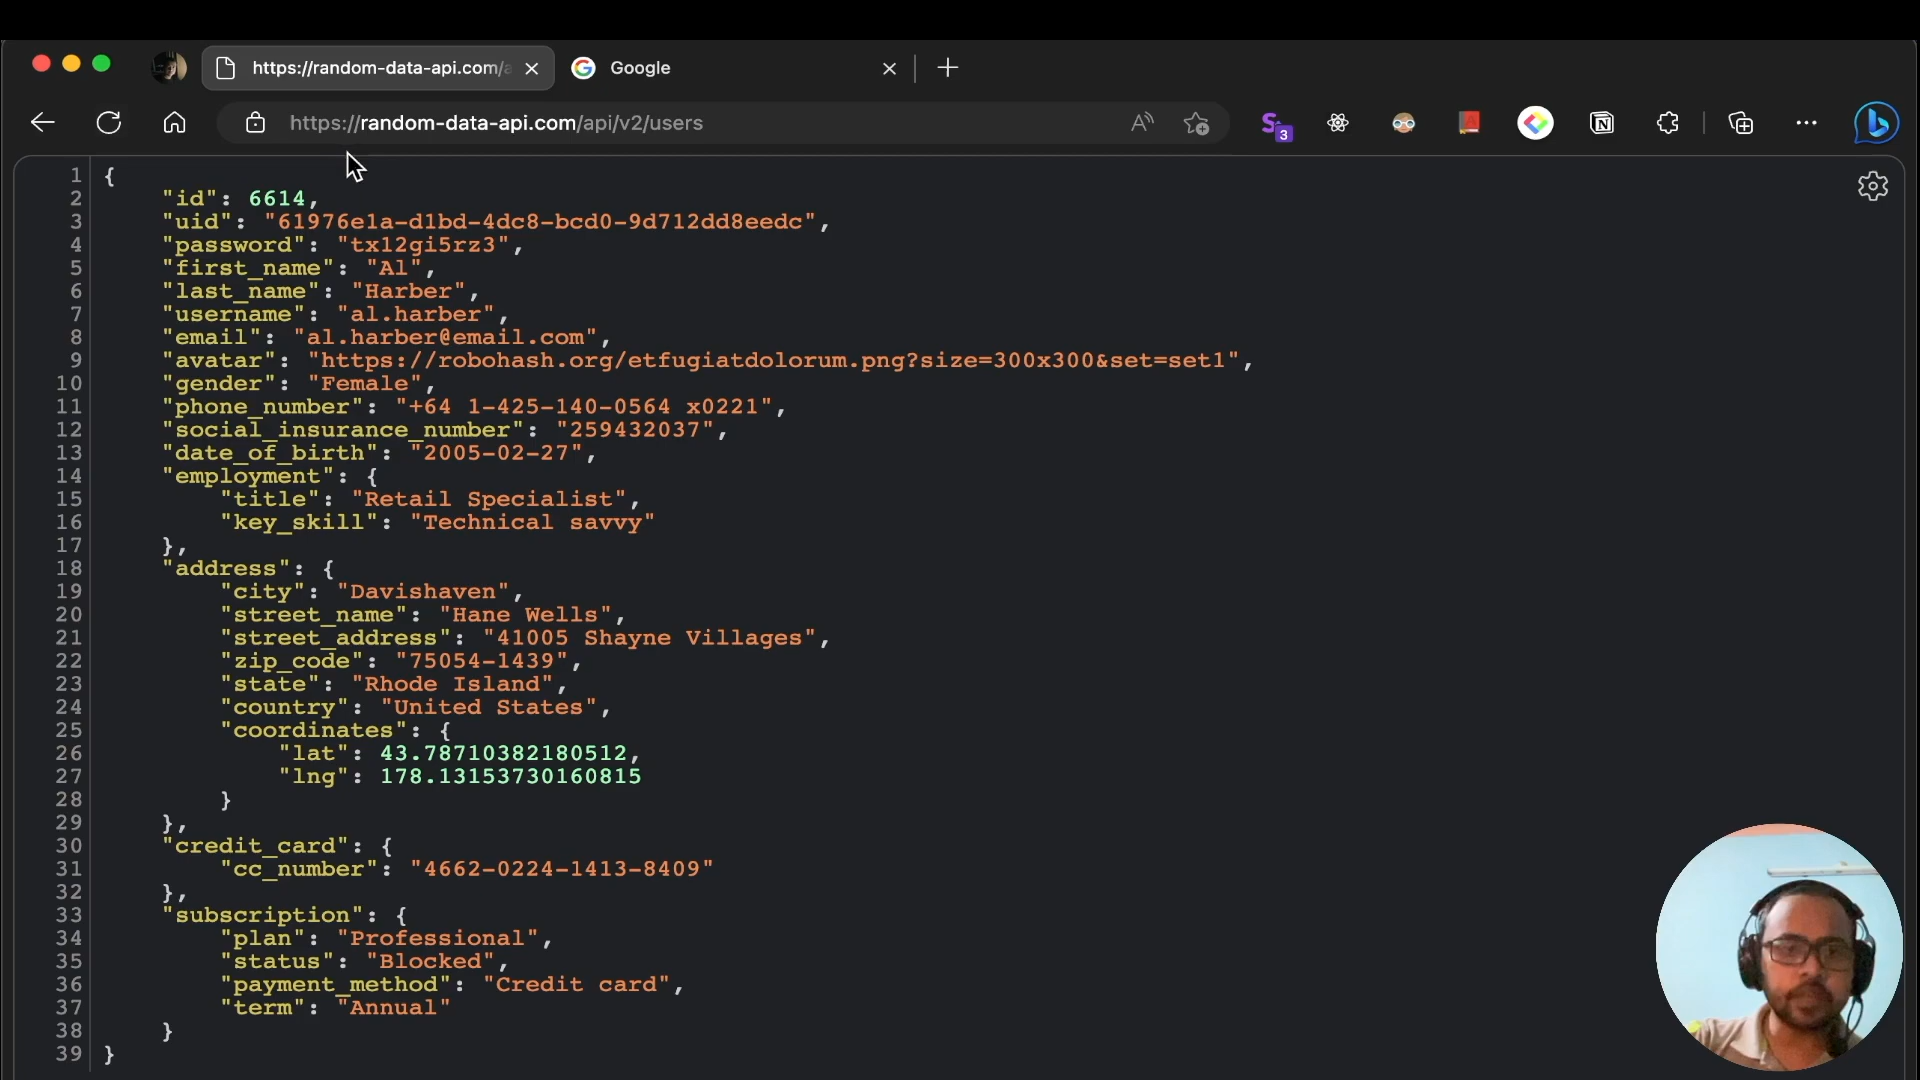 https://random-data-api.com/a
Google
https://random-data-api.com/api/v2/users
3
1 {
2 "id": 6614,
3 "uid": "61976e1a-d1bd-4dc8-bcd0-9d712dd8eedc",
4 "password": "tx12gi5rz3",
5 "first_name": "Al",
6 "last_name": "Harber",
7 "username": "al.harber",
8 "email": "al.harber@email.com",
9 "avatar": "https://robohash.org/etfugiatdolorum.png?size=300x300&set=set1",
10 "gender": "Female",
11 "phone_number": "+64 1-425-140-0564 x0221",
12 "social_insurance_number": "259432037",
13 "date_of_birth": "2005-02-27",
14 "employment": {
15 "title": "Retail Specialist",
16 "key_skill": "Technical savvy"
17 },
18 "address": {
19 "city": "Davishaven",
20 "street_name": "Hane Wells",
21 "street_address": "41005 Shayne Villages",
22 "zip_code": "75054-1439",
23 "state": "Rhode Island",
24 "country": "United States",
25 "coordinates": {
26 "lat": 43.78710382180512,
27 "lng": 178.13153730160815
28 }
29 },
30 "credit_card": {
31 "cc_number": "4662-0224-1413-8409"
32 },
33 "subscription": {
34 "plan": "Professional",
35 "status": "Blocked",
36 "payment_method": "Credit card",
37 "term": "Annual"
38 }
39 }